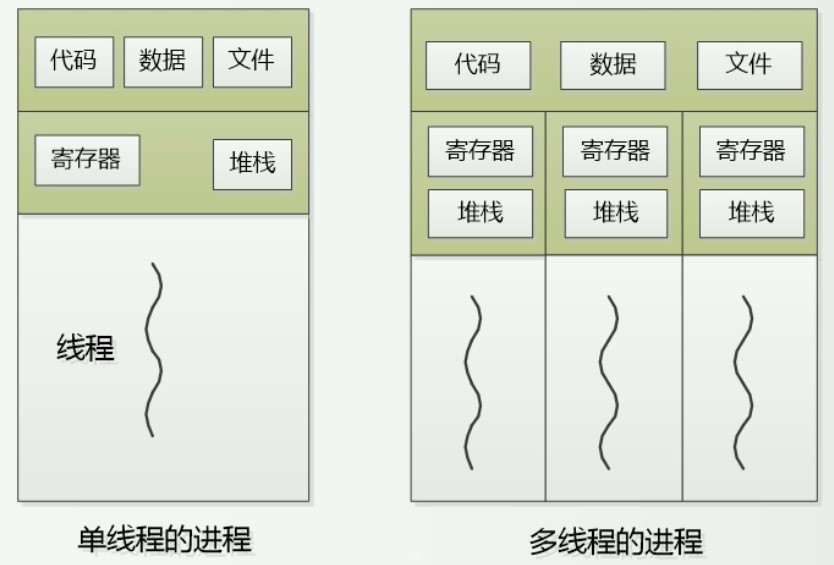 代码 数据 文件
寄存器 堆栈
线程
单线程的进程
代码 数据 文件
寄存器 寄存器 寄存器
堆栈 堆栈 堆栈
多线程的进程